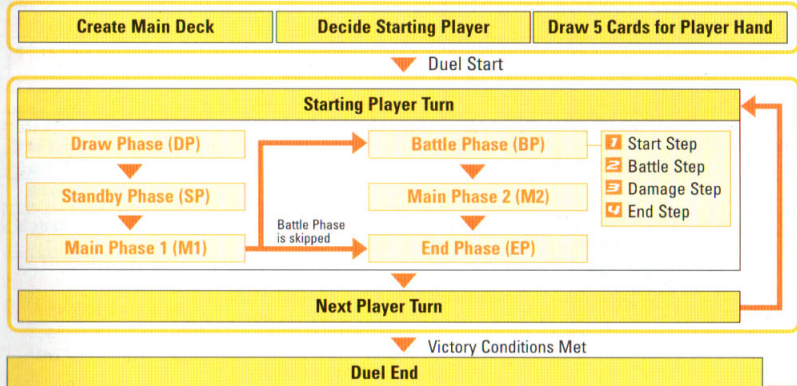 Create Main Deck
Decide Starting Player
Draw 5 Cards for Player Hand
Duel Start
Starting Player Turn
Draw Phase (DP)
Standby Phase (SP)
Main Phase 1 (M1)
Battle Phase
is skipped
Battle Phase (BP)
Main Phase 2 (M2)
End Phase (EP)
1 Start Step
2 Battle Step
3 Damage Step
4 End Step
Next Player Turn
Victory Conditions Met
Duel End